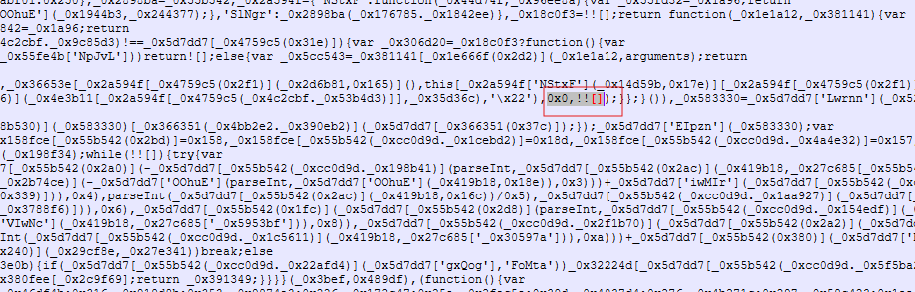 OOhuE'](_0x1944b3,_0x244377);},'SlNgr':_0x2898ba(_0x176785._0x1842ee)},_0x18c0f3=!![];return function(_0x1e1a12,_0x381141){var
842=_0x1a96;return
4c2cbf._0x9c85d3)!==_0x5d7dd7[_0x4759c5(0x31e)]){var _0x306d20=_0x18c0f3?function(){var
_0x55fe4b['NpJvL']))return![];else{var _0x5cc543=_0x381141[_0x1e666f(0x2d2)](_0x1e1a12,arguments);return
,_0x36653e[_0x2a594f[_0x4759c5(0x2f1)](_0x2d6b81,0x165)](),this[_0x2a594f['NStxF'](_0x14d59b,0x17e)][_0x2a594f[_0x4759c5(0x2f1)
6)](_0x4e3b11[_0x2a594f[_0x4759c5(_0x4c2cbf._0x53b4d3)]],_0x35d36c),'\x22'),0x0,!![]);});}()),_0x583330=_0x5d7dd7['Lwrnn'](_0x5
8b530)](_0x583330)[_0x366351(_0x4bb2e2._0x390eb2)](_0x5d7dd7[_0x366351(0x37c)]);});_0x5d7dd7['EIpzn'](_0x583330);var
x158fce[_0x55b542(0x2bd)]=0x158,_0x158fce[_0x55b542(_0xcc0d9d._0x1cebd2)]=0x18d,_0x158fce[_0x55b542(_0xcc0d9d._0x4a4e32)]=0x157
(_0x198f34);while(!![]){try{var
7[_0x55b542(0x2a0)](-_0x5d7dd7[_0x55b542(_0xcc0d9d._0x198b41)](parseInt,_0x5d7dd7[_0x55b542(0x2ac)](_0x419b18,_0x27c685[_0x55b5
_0x2b74ce)](-_0x5d7dd7['OOhuE'](parseInt,_0x5d7dd7['OOhuE'](_0x419b18,0x18e)),0x3)))+_0x5d7dd7['iwMIr'](_0x5d7dd7[_0x55b542(_0x
0x339)])),0x4),parseInt(_0x5d7dd7[_0x55b542(0x2ac)](_0x419b18,0x16c))/0x5),_0x5d7dd7[_0x55b542(_0xcc0d9d._0x1aa927)](_0x5d7dd7[
_0x3788f6)])),0x6),_0x5d7dd7[_0x55b542(0x1fc)](_0x5d7dd7[_0x55b542(0x2d8)](parseInt,_0x5d7dd7[_0x55b542(_0xcc0d9d._0x154edf)](_
'VIwNc'](_0x419b18,_0x27c685['_0x5953bf'])),0x8)),_0x5d7dd7[_0x55b542(_0xcc0d9d._0x2f1b70)](_0x5d7dd7[_0x55b542(0x2a2)](_0x5d7d
Int(_0x5d7dd7[_0x55b542(_0xcc0d9d._0x1c5611)](_0x419b18,_0x27c685['_0x30597a'])),0xa)))+_0x5d7dd7[_0x55b542(0x380)](_0x5d7dd7['
x240)](_0x29cf8e,_0x27e341))break;else
3e0b){if(_0x5d7dd7[_0x55b542(_0xcc0d9d._0x22afd4)](_0x5d7dd7['gxQog'],'FoMta'))_0x32224d[_0x5d7dd7[_0x55b542(_0xcc0d9d._0x5f5ba
x380fee[_0x2c9f69];return _0x391349;}}}}(_0x3bef,0x489df),(function(){var